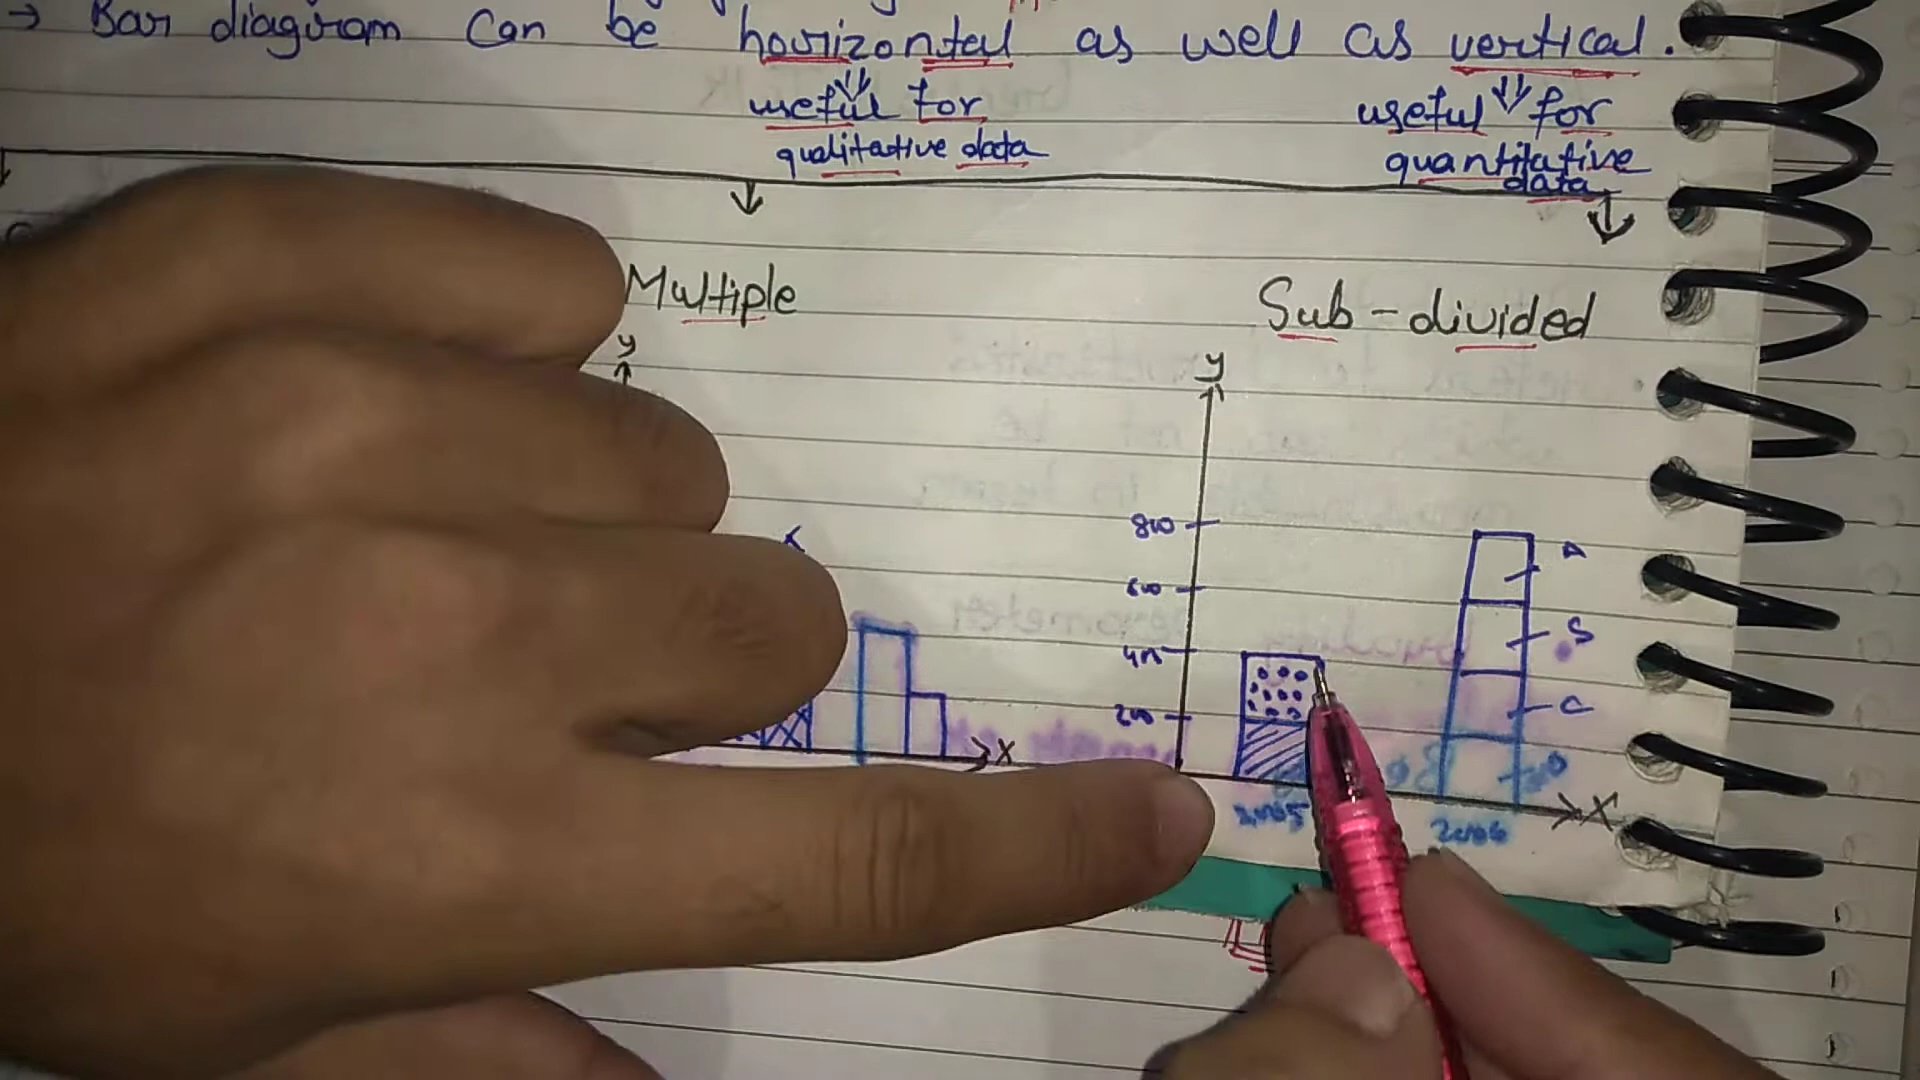 → Bar diagram can be horizontal as well as vertical.
useful for
qualitative data
useful for
quantitative
data
Multiple
Sub-divided
y
y
800
600
400
200
A
S
C
X
X
2005
2006